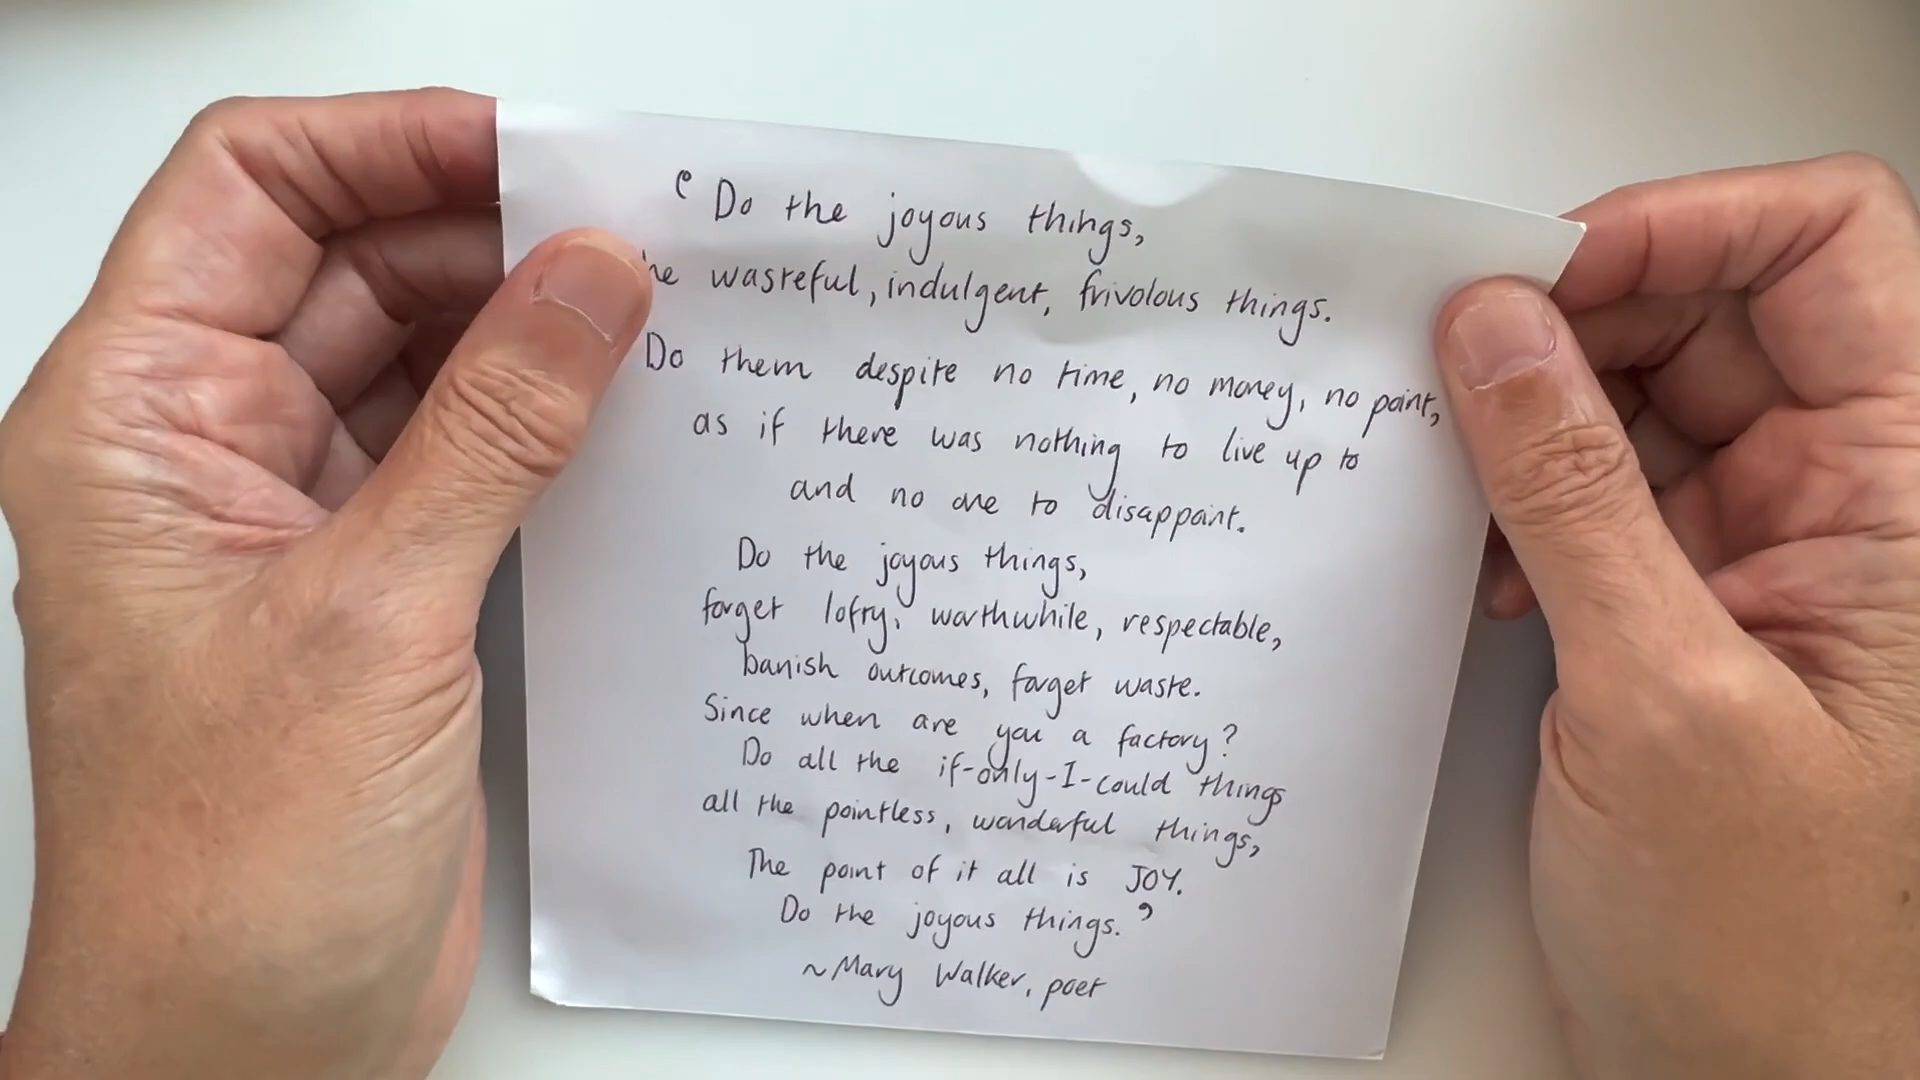 ‘Do the joyous things,
he wasteful, indulgent, frivolous things.
Do them despite no time, no money, no point,
as if there was nothing to live up to
and no one to disappoint.
Do the joyous things,
forget lofty, worthwhile, respectable,
banish outcomes, forget waste.
Since when are you a factory?
Do all the if-only-I-could things
all the pointless, wonderful things,
The point of it all is JOY.
Do the joyous things.’
~Mary Walker, poet